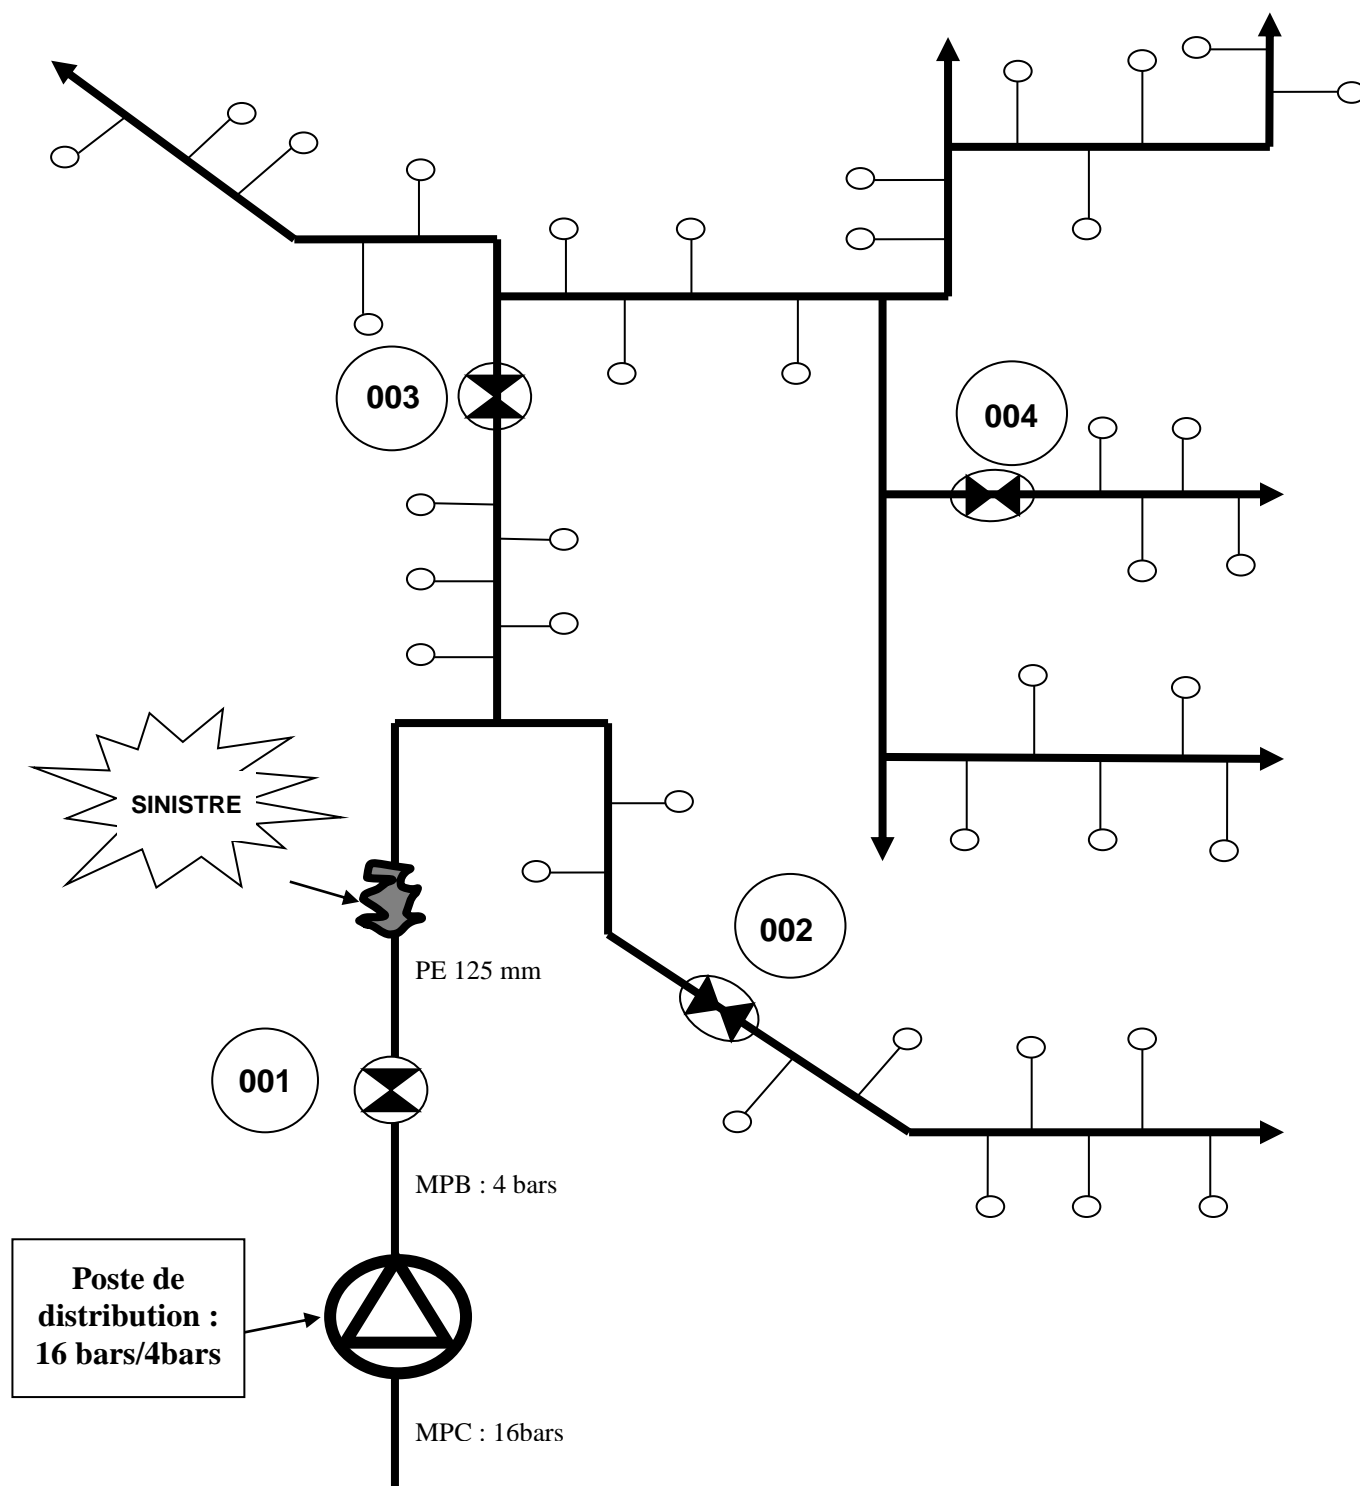 003
004
SINISTRE
002
PE 125 mm
001
MPB : 4 bars
Poste de
distribution :
16 bars/4bars
MPC : 16bars